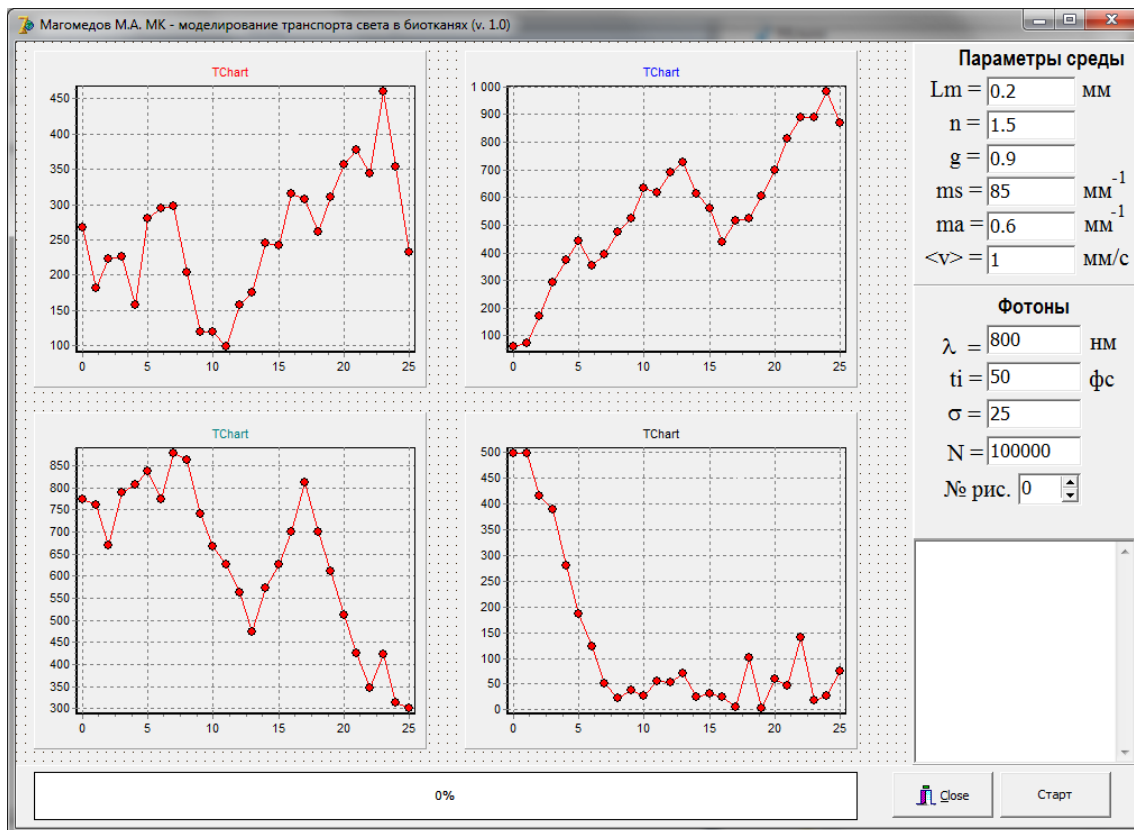 Магомедов М.А. МК - моделирование транспорта света в биотканях (v. 1.0)
TChart
450
400
350
300
250
200
150
100
0 5 10 15 20 25
TChart
1 000
900
800
700
600
500
400
300
200
100
0 5 10 15 20 25
TChart
850
800
750
700
650
600
550
500
450
400
350
300
0 5 10 15 20 25
TChart
500
450
400
350
300
250
200
150
100
50
0
0 5 10 15 20 25
Параметры среды
Lm = 0.2 мм
n = 1.5
g = 0.9
ms = 85 мм-1
ma = 0.6 мм-1
<v> = 1 мм/с
Фотоны
λ = 800 нм
ti = 50 фс
σ = 25
N = 100000
№ рис. 0
0%
Close
Старт